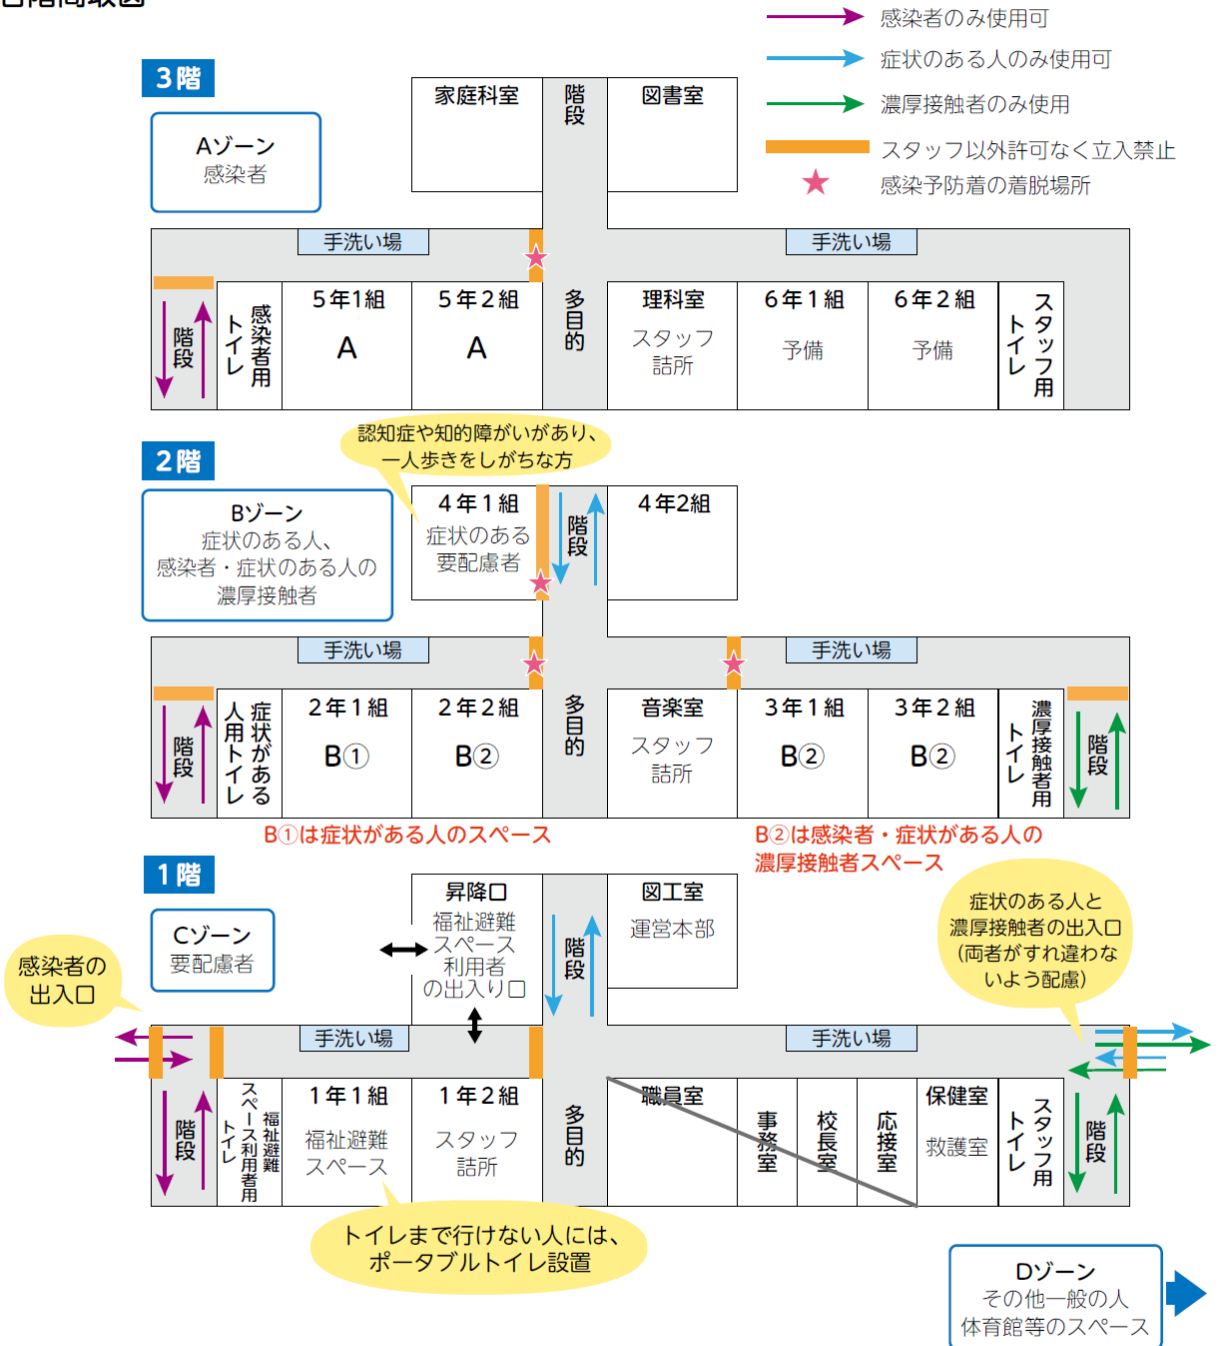 各階間取図
感染者のみ使用可
症状のある人のみ使用可
濃厚接触者のみ使用
スタッフ以外許可なく立入禁止
感染予防着の着脱場所
3階
Aゾーン
感染者
家庭科室
階段
図書室
手洗い場
手洗い場
階段
感染者用
トイレ
5年1組
A
5年2組
A
多目的
理科室
スタッフ
詰所
6年1組
予備
6年2組
予備
スタッフ用
トイレ
認知症や知的障がいがあり、
一人歩きをしがちな方
2階
Bゾーン
症状のある人、
感染者・症状のある人の
濃厚接触者
4年1組
症状のある
要配慮者
階段
4年2組
手洗い場
手洗い場
階段
症状がある
人用トイレ
2年1組
B①
2年2組
B②
多目的
音楽室
スタッフ
詰所
3年1組
B②
3年2組
B②
濃厚接触者用
トイレ
階段
B①は症状がある人のスペース
B②は感染者・症状がある人の
濃厚接触者スペース
1階
Cゾーン
要配慮者
感染者の
出入口
昇降口
福祉避難
スペース
利用者
の出入り口
階段
図工室
運営本部
症状のある人と
濃厚接触者の出入口
(両者がすれ違わな
いよう配慮)
手洗い場
手洗い場
階段
福祉避難
スペース利用者用
トイレ
1年1組
福祉避難
スペース
1年2組
スタッフ
詰所
多目的
職員室
事務室
校長室
応接室
保健室
救護室
スタッフ用
トイレ
階段
トイレまで行けない人には、
ポータブルトイレ設置
Dゾーン
その他一般の人
体育館等のスペース